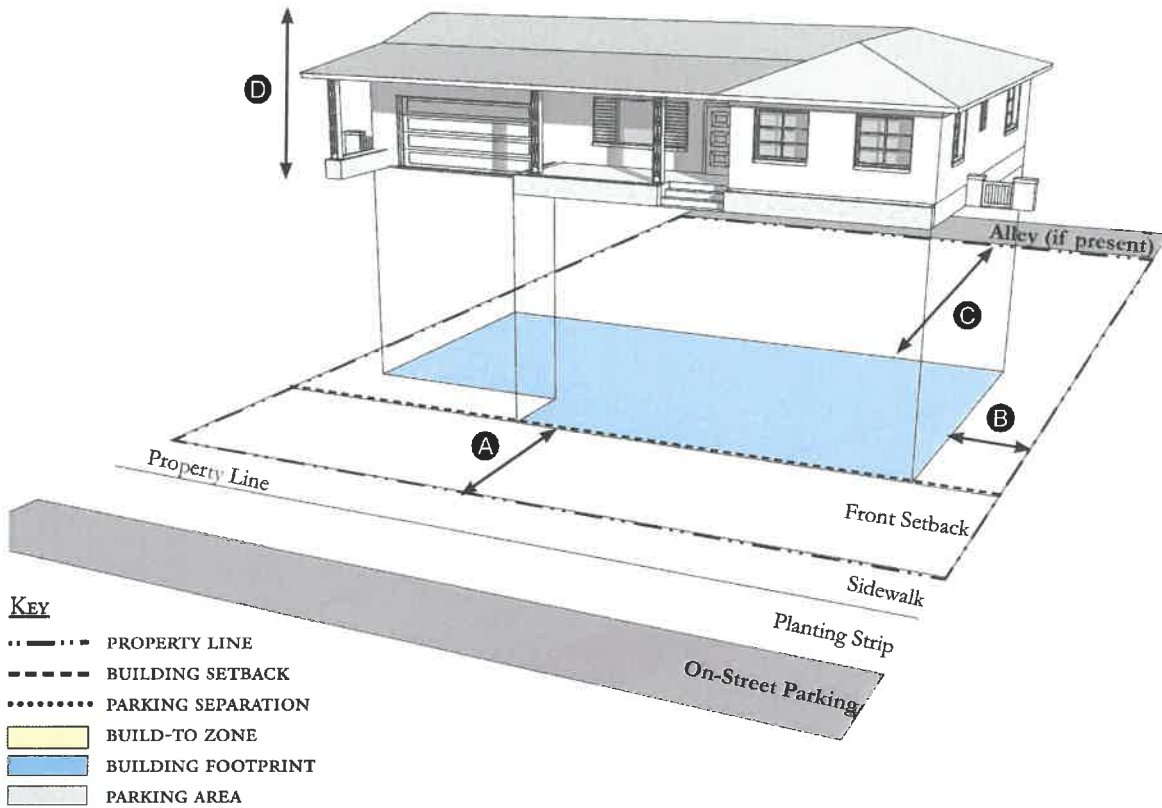 D
Alley (if present)
C
B
A
Property Line
Front Setback
Sidewalk
Planting Strip
On-Street Parking
KEY
PROPERTY LINE
BUILDING SETBACK
PARKING SEPARATION
BUILD-TO ZONE
BUILDING FOOTPRINT
PARKING AREA